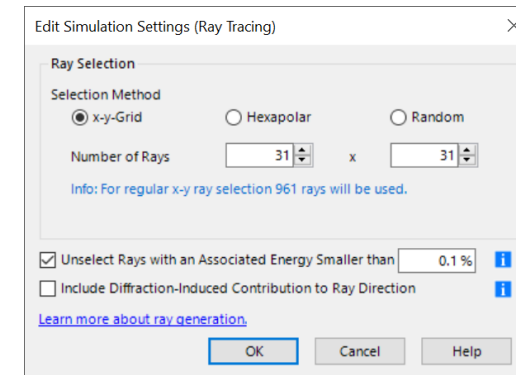 Edit Simulation Settings (Ray Tracing)
Ray Selection
Selection Method
x-y-Grid Hexapolar Random
Number of Rays 31 x 31
Info: For regular x-y ray selection 961 rays will be used.
Unselect Rays with an Associated Energy Smaller than 0.1 % i
Include Diffraction-Induced Contribution to Ray Direction i
Learn more about ray generation.
OK Cancel Help